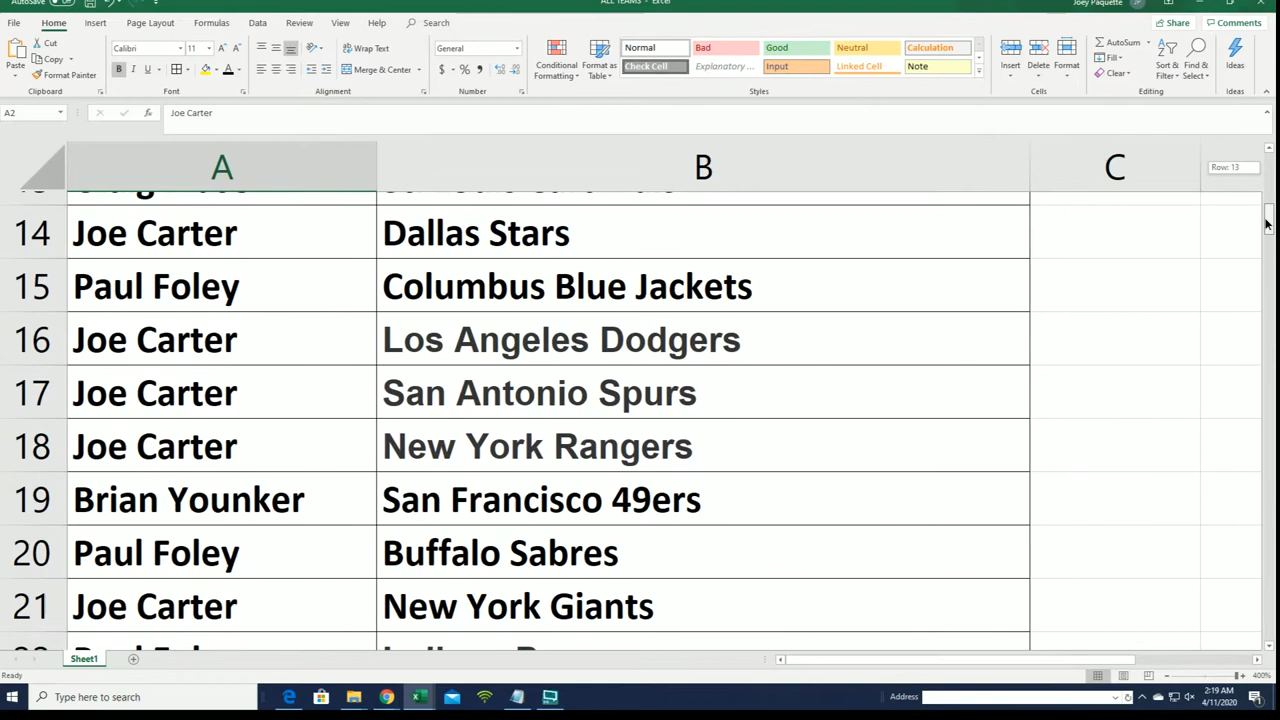 AutoSave Off ALL TEAMS - Excel Joey Paquette JP
File Home Insert Page Layout Formulas Data Review View Help Search Share Comments
Paste Cut Copy Format Painter Clipboard
Calibri 11 A A B I U A Font
Wrap Text Merge & Center Alignment
General $ % , Number
Conditional Formatting Format as Table
Normal Bad Good Neutral Calculation
Check Cell Explanatory ... Input Linked Cell Note
Styles
Insert Delete Format Cells
AutoSum Fill Clear Sort & Filter Find & Select Editing
Ideas Ideas
A2 fx Joe Carter
A B C
Row: 13
14 Joe Carter Dallas Stars
15 Paul Foley Columbus Blue Jackets
16 Joe Carter Los Angeles Dodgers
17 Joe Carter San Antonio Spurs
18 Joe Carter New York Rangers
19 Brian Younker San Francisco 49ers
20 Paul Foley Buffalo Sabres
21 Joe Carter New York Giants
Sheet1
Ready 400%
Type here to search Address 2:19 AM
4/11/2020